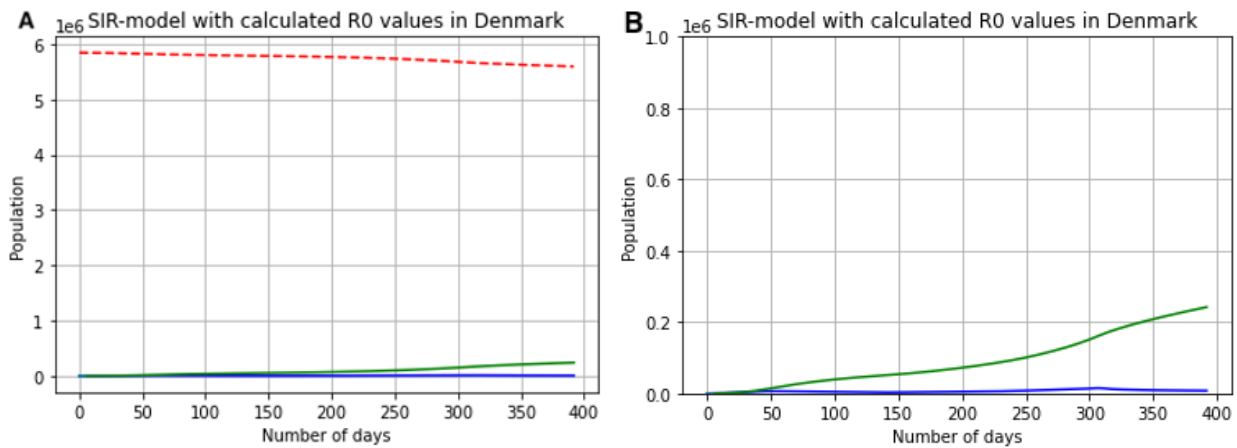 A
SIR-model with calculated R0 values in Denmark
1e6
6
5
4
3
2
1
0
Population
0 50 100 150 200 250 300 350 400
Number of days
B
SIR-model with calculated R0 values in Denmark
1e6
1.0
0.8
0.6
0.4
0.2
0.0
Population
0 50 100 150 200 250 300 350 400
Number of days